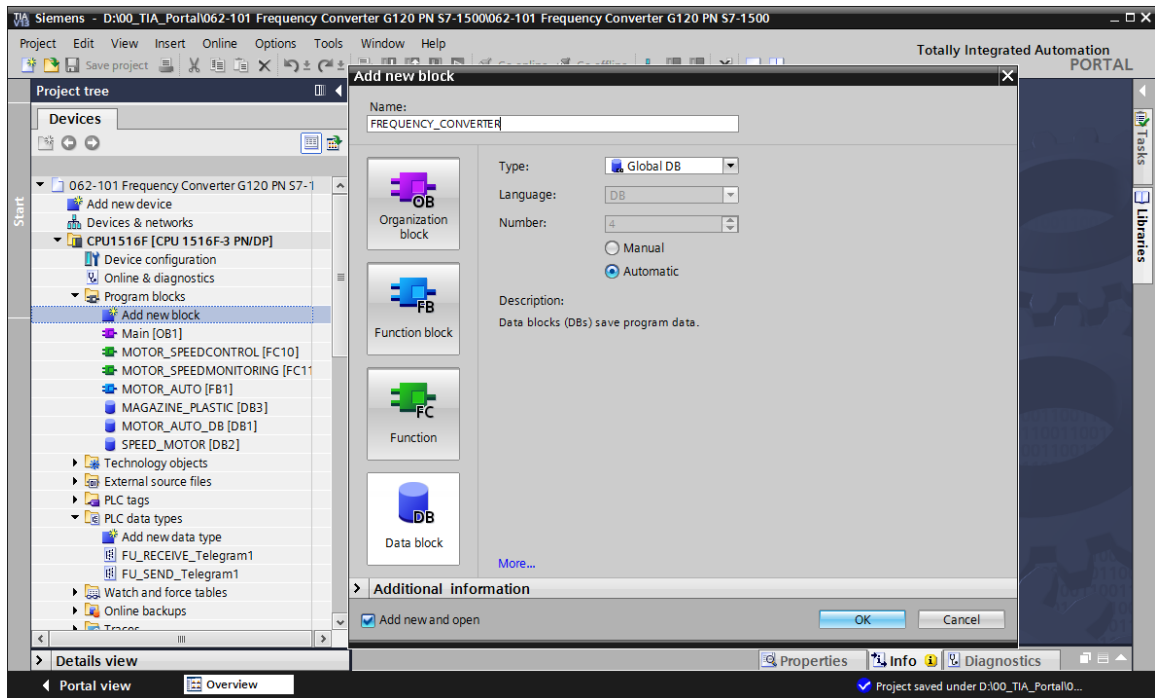 Siemens - D:\00_TIA_Portal\062-101 Frequency Converter G120 PN S7-1500\062-101 Frequency Converter G120 PN S7-1500
Project Edit View Insert Online Options Tools Window Help
Totally Integrated Automation
PORTAL
Save project
Project tree
Devices
062-101 Frequency Converter G120 PN S7-1
Add new device
Devices & networks
CPU1516F [CPU 1516F-3 PN/DP]
Device configuration
Online & diagnostics
Program blocks
Add new block
Main [OB1]
MOTOR_SPEEDCONTROL [FC10]
MOTOR_SPEEDMONITORING [FC11
MOTOR_AUTO [FB1]
MAGAZINE_PLASTIC [DB3]
MOTOR_AUTO_DB [DB1]
SPEED_MOTOR [DB2]
Technology objects
External source files
PLC tags
PLC data types
Add new data type
FU_RECEIVE_Telegram1
FU_SEND_Telegram1
Watch and force tables
Online backups
Traces
Details view
Start
Add new block
Name:
FREQUENCY_CONVERTER
OB
Organization
block
FB
Function block
FC
Function
DB
Data block
Type: Global DB
Language: DB
Number: 4
Manual
Automatic
Description:
Data blocks (DBs) save program data.
More...
Additional information
Add new and open
OK Cancel
Tasks
Libraries
Properties Info Diagnostics
Portal view Overview
Project saved under D:\00_TIA_Portal\0...